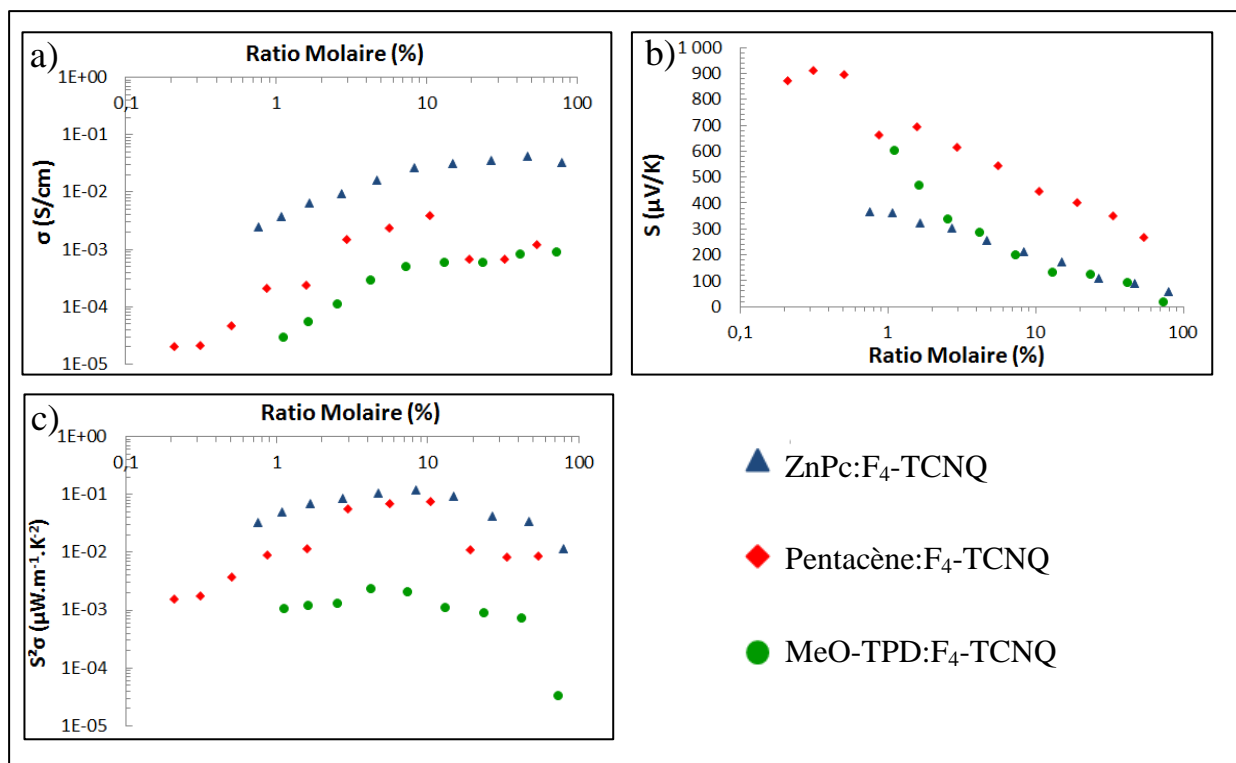 a)
Ratio Molaire (%)
1E+00
0,1 1 10 100
1E-01
1E-02
1E-03
1E-04
1E-05
σ (S/cm)
b)
1 000
900
800
700
600
500
400
300
200
100
0
0,1 1 10 100
S (µV/K)
Ratio Molaire (%)
c)
Ratio Molaire (%)
1E+00
0,1 1 10 100
1E-01
1E-02
1E-03
1E-04
1E-05
S²σ (µW.m⁻¹.K⁻²)
ZnPc:F₄-TCNQ
Pentacène:F₄-TCNQ
MeO-TPD:F₄-TCNQ